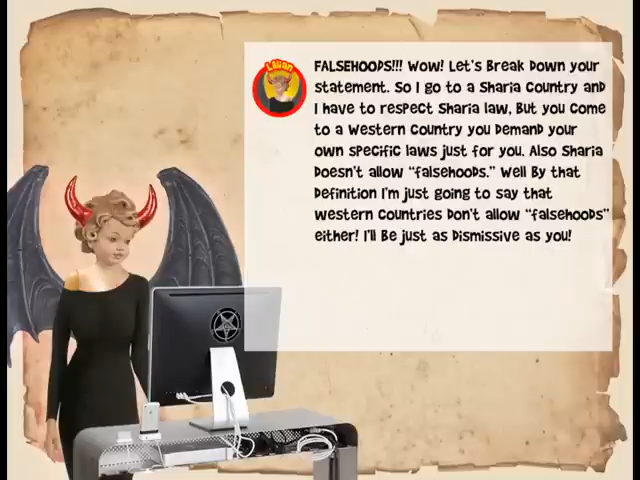 Lilian
FALSEHOODS!!! Wow! Let's Break Down your
statement. So I go to a Sharia Country and
I have to respect Sharia law, But you Come
to a Western Country you Demand your
own specific laws just for you. Also Sharia
Doesn't allow "falsehoods." Well By that
Definition I'm just going to say that
Western Countries Don't allow "falsehoods"
either! I'll Be just as Dismissive as you!